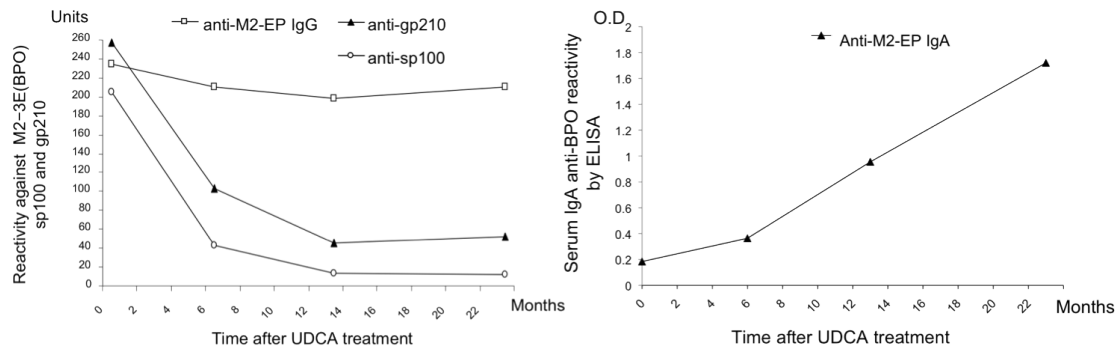 Units
anti-M2-EP IgG
anti-gp210
anti-sp100
260
240
220
200
180
160
140
120
100
80
60
40
20
0
Reactivity against M2–3E(BPO)
sp100 and gp210
0 2 4 6 8 10 12 14 16 18 20 22
Months
Time after UDCA treatment
O.D
Anti-M2-EP IgA
2
1.8
1.6
1.4
1.2
1
0.8
0.6
0.4
0.2
0
Serum IgA anti-BPO reactivity
by ELISA
0 2 4 6 8 10 12 14 16 18 20 22
Months
Time after UDCA treatment